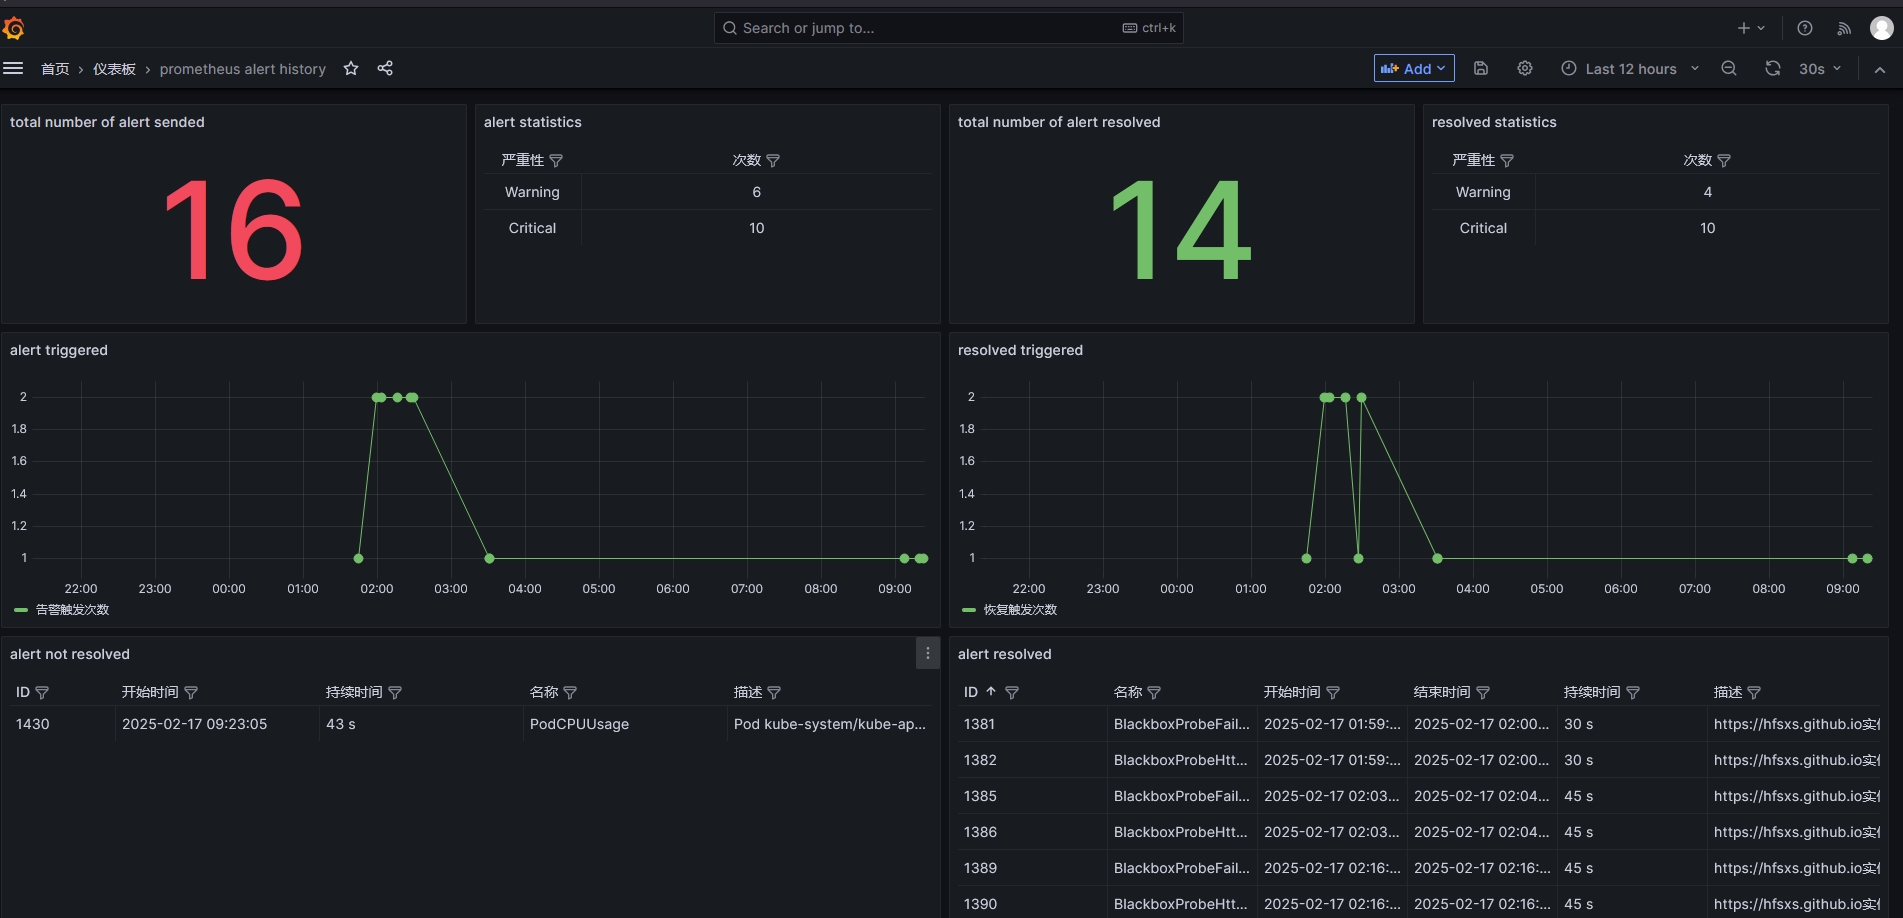 Search or jump to... ctrl+k
首页 › 仪表板 › prometheus alert history
Add
Last 12 hours
30s
total number of alert sended
16
alert statistics
严重性 次数
Warning 6
Critical 10
total number of alert resolved
14
resolved statistics
严重性 次数
Warning 4
Critical 10
alert triggered
2
1.8
1.6
1.4
1.2
1
22:00 23:00 00:00 01:00 02:00 03:00 04:00 05:00 06:00 07:00 08:00 09:00
告警触发次数
resolved triggered
2
1.8
1.6
1.4
1.2
1
22:00 23:00 00:00 01:00 02:00 03:00 04:00 05:00 06:00 07:00 08:00 09:00
恢复触发次数
alert not resolved
ID 开始时间 持续时间 名称 描述
1430 2025-02-17 09:23:05 43 s PodCPUUsage Pod kube-system/kube-ap...
alert resolved
ID 名称 开始时间 结束时间 持续时间 描述
1381 BlackboxProbeFail... 2025-02-17 01:59:... 2025-02-17 02:00... 30 s https://hfsxs.github.io实
1382 BlackboxProbeHtt... 2025-02-17 01:59:... 2025-02-17 02:00... 30 s https://hfsxs.github.io实
1385 BlackboxProbeFail... 2025-02-17 02:03... 2025-02-17 02:04... 45 s https://hfsxs.github.io实
1386 BlackboxProbeHtt... 2025-02-17 02:03... 2025-02-17 02:04... 45 s https://hfsxs.github.io实
1389 BlackboxProbeFail... 2025-02-17 02:16:... 2025-02-17 02:16:... 45 s https://hfsxs.github.io实
1390 BlackboxProbeHtt... 2025-02-17 02:16:... 2025-02-17 02:16:... 45 s https://hfsxs.github.io实